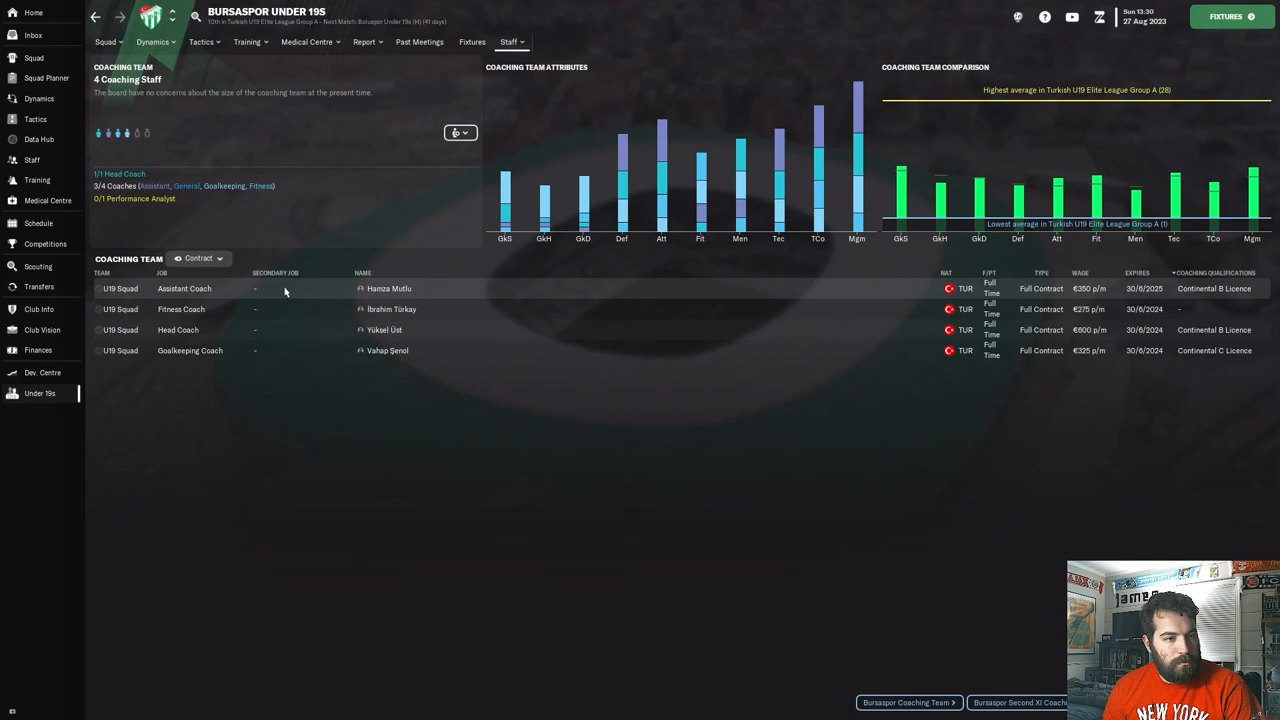 Home
Inbox
Squad
Squad Planner
Dynamics
Tactics
Data Hub
Staff
Training
Medical Centre
Schedule
Competitions
Scouting
Transfers
Club Info
Club Vision
Finances
Dev. Centre
Under 19s
BURSASPOR UNDER 19S
10th in Turkish U19 Elite League Group A - Next Match: Boluspor Under 19s (H) (41 days)
Sun 13:30
27 Aug 2023
FIXTURES
Squad Dynamics Tactics Training Medical Centre Report Past Meetings Fixtures Staff
COACHING TEAM
4 Coaching Staff
The board have no concerns about the size of the coaching team at the present time.
1/1 Head Coach
3/4 Coaches (Assistant, General, Goalkeeping, Fitness)
0/1 Performance Analyst
COACHING TEAM ATTRIBUTES
GkS GkH GkD Def Att Fit Men Tec TCo Mgm
COACHING TEAM COMPARISON
Highest average in Turkish U19 Elite League Group A (28)
Lowest average in Turkish U19 Elite League Group A (1)
GkS GkH GkD Def Att Fit Men Tec TCo Mgm
COACHING TEAM Contract
TEAM JOB SECONDARY JOB NAME NAT F/PT TYPE WAGE EXPIRES COACHING QUALIFICATIONS
U19 Squad Assistant Coach - Hamza Mutlu TUR Full Time Full Contract €350 p/m 30/6/2025 Continental B Licence
U19 Squad Fitness Coach - İbrahim Türkay TUR Full Time Full Contract €275 p/m 30/6/2024 -
U19 Squad Head Coach - Yüksel Üst TUR Full Time Full Contract €600 p/m 30/6/2024 Continental B Licence
U19 Squad Goalkeeping Coach - Vahap Şenol TUR Full Time Full Contract €325 p/m 30/6/2024 Continental C Licence
Bursaspor Coaching Team
Bursaspor Second XI Coachi
NEW YORK